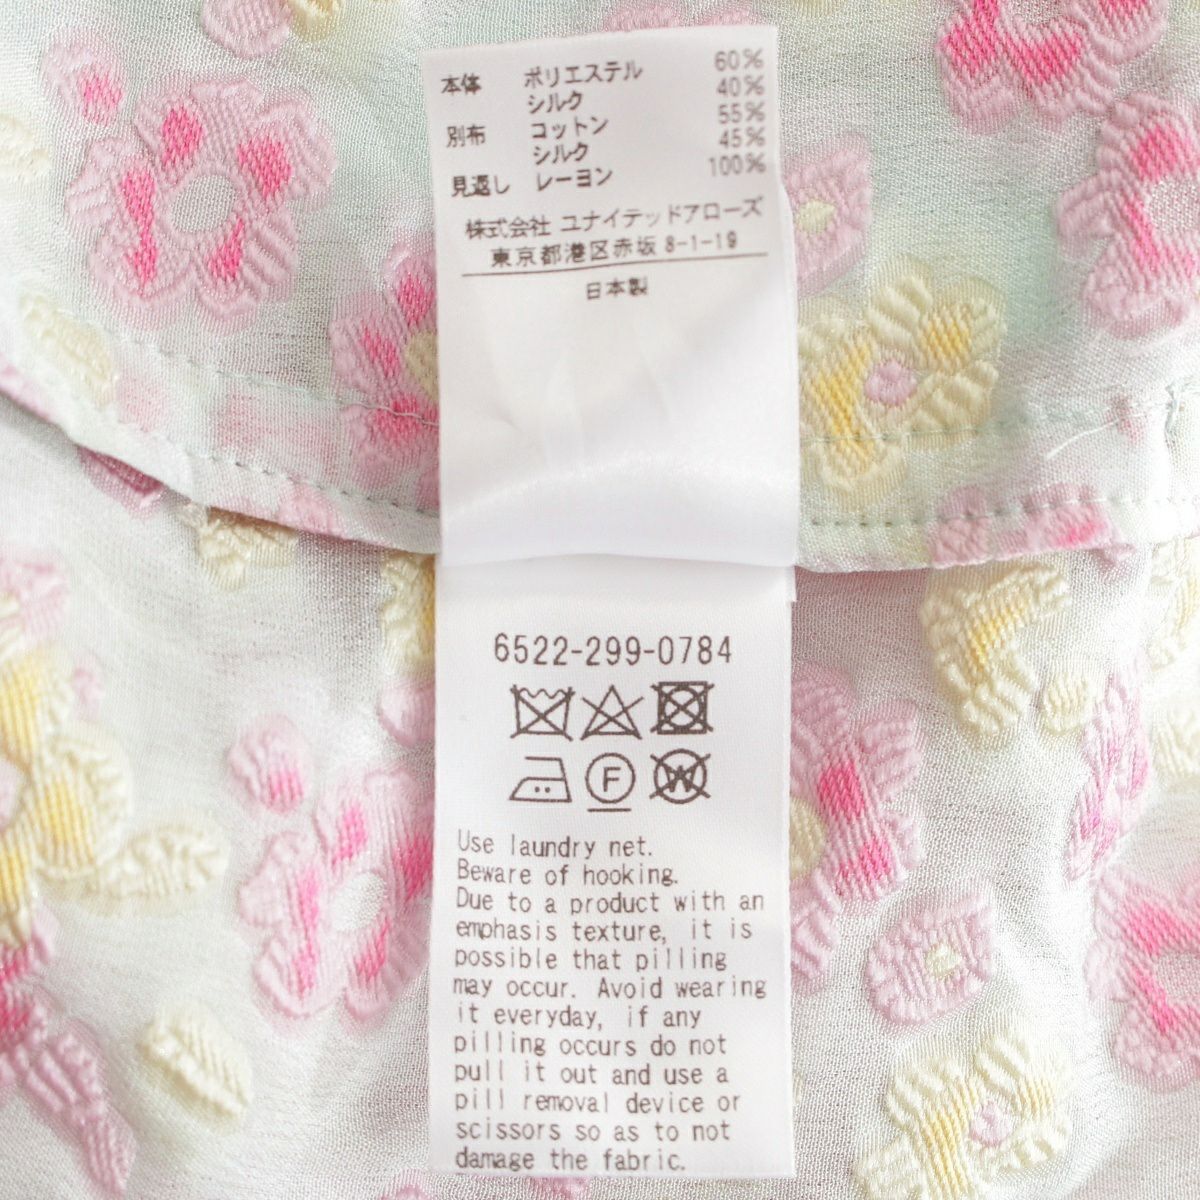 本体 ポリエステル 60%
シルク 40%
別布 コットン 55%
シルク 45%
見返し レーヨン 100%
株式会社 ユナイテッドアローズ
東京都港区赤坂 8-1-19
日本製
6522-299-0784
F W
Use laundry net.
Beware of hooking.
Due to a product with an
emphasis texture, it is
possible that pilling
may occur. Avoid wearing
it everyday, if any
pilling occurs do not
pull it out and use a
pill removal device or
scissors so as to not
damage the fabric.